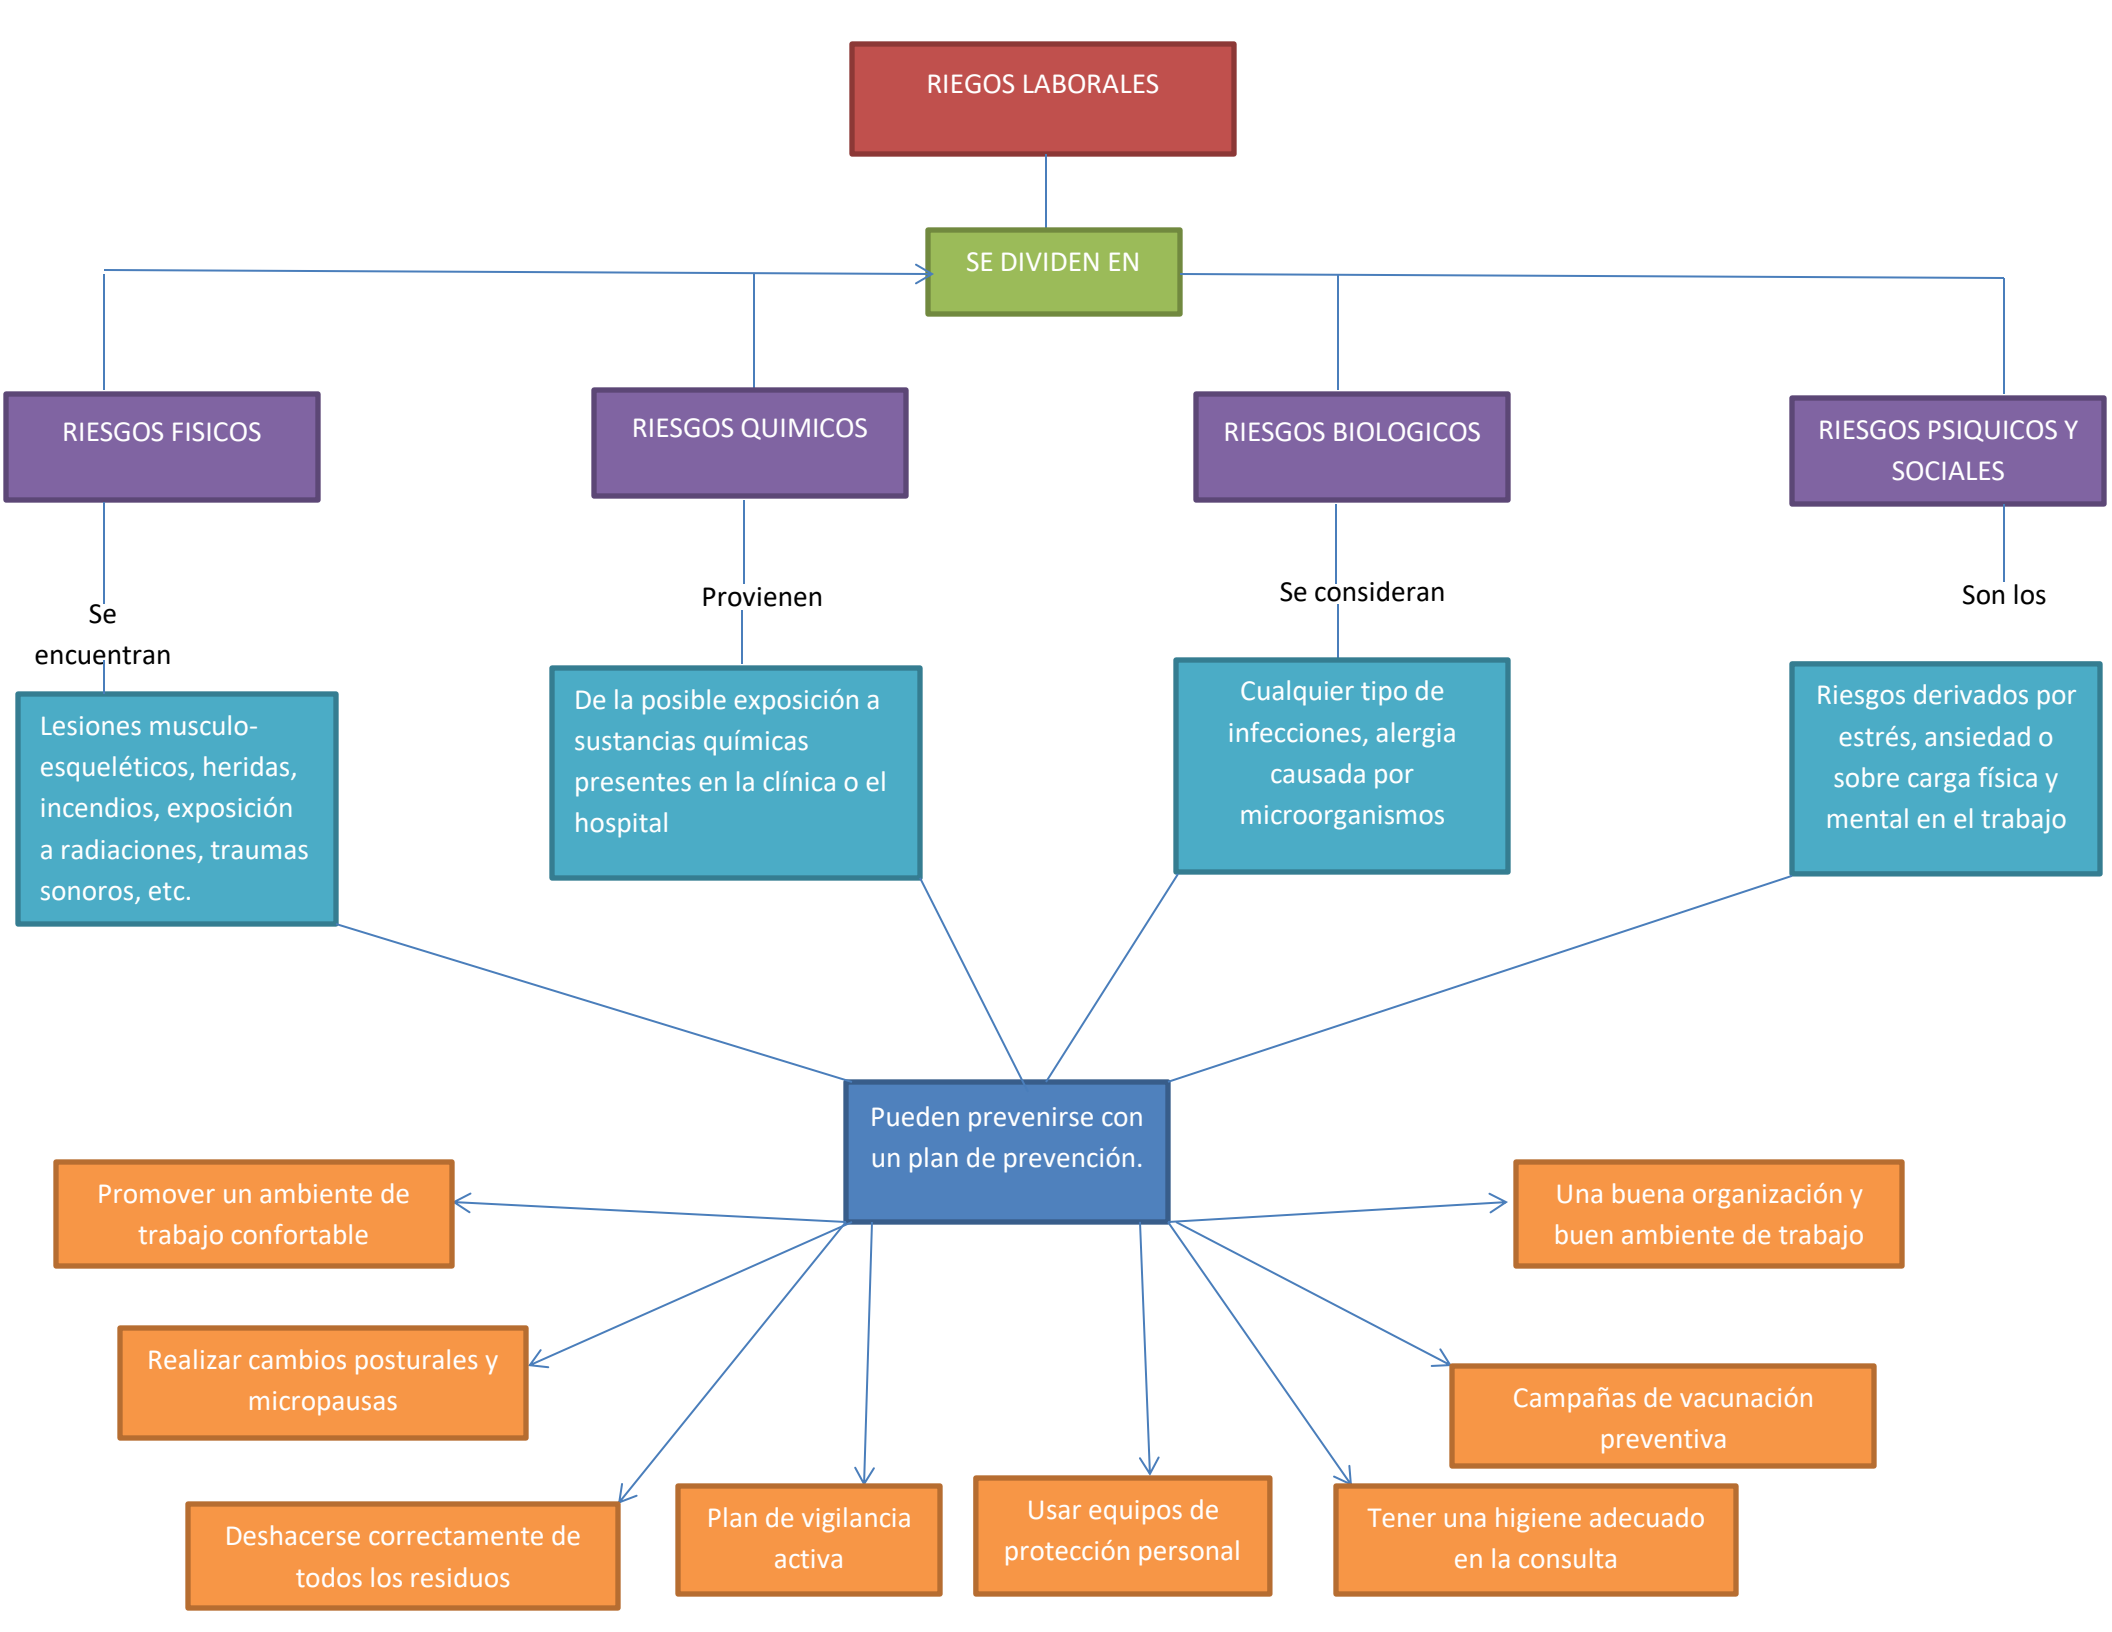 RIEGOS LABORALES
SE DIVIDEN EN
RIESGOS FISICOS
RIESGOS QUIMICOS
RIESGOS BIOLOGICOS
RIESGOS PSIQUICOS Y
SOCIALES
Se
encuentran
Provienen
Se consideran
Son los
Lesiones musculo-
esqueléticos, heridas,
incendios, exposición
a radiaciones, traumas
sonoros, etc.
De la posible exposición a
sustancias químicas
presentes en la clínica o el
hospital
Cualquier tipo de
infecciones, alergia
causada por
microorganismos
Riesgos derivados por
estrés, ansiedad o
sobre carga física y
mental en el trabajo
Pueden prevenirse con
un plan de prevención.
Promover un ambiente de
trabajo confortable
Una buena organización y
buen ambiente de trabajo
Realizar cambios posturales y
micropausas
Campañas de vacunación
preventiva
Deshacerse correctamente de
todos los residuos
Plan de vigilancia
activa
Usar equipos de
protección personal
Tener una higiene adecuado
en la consulta